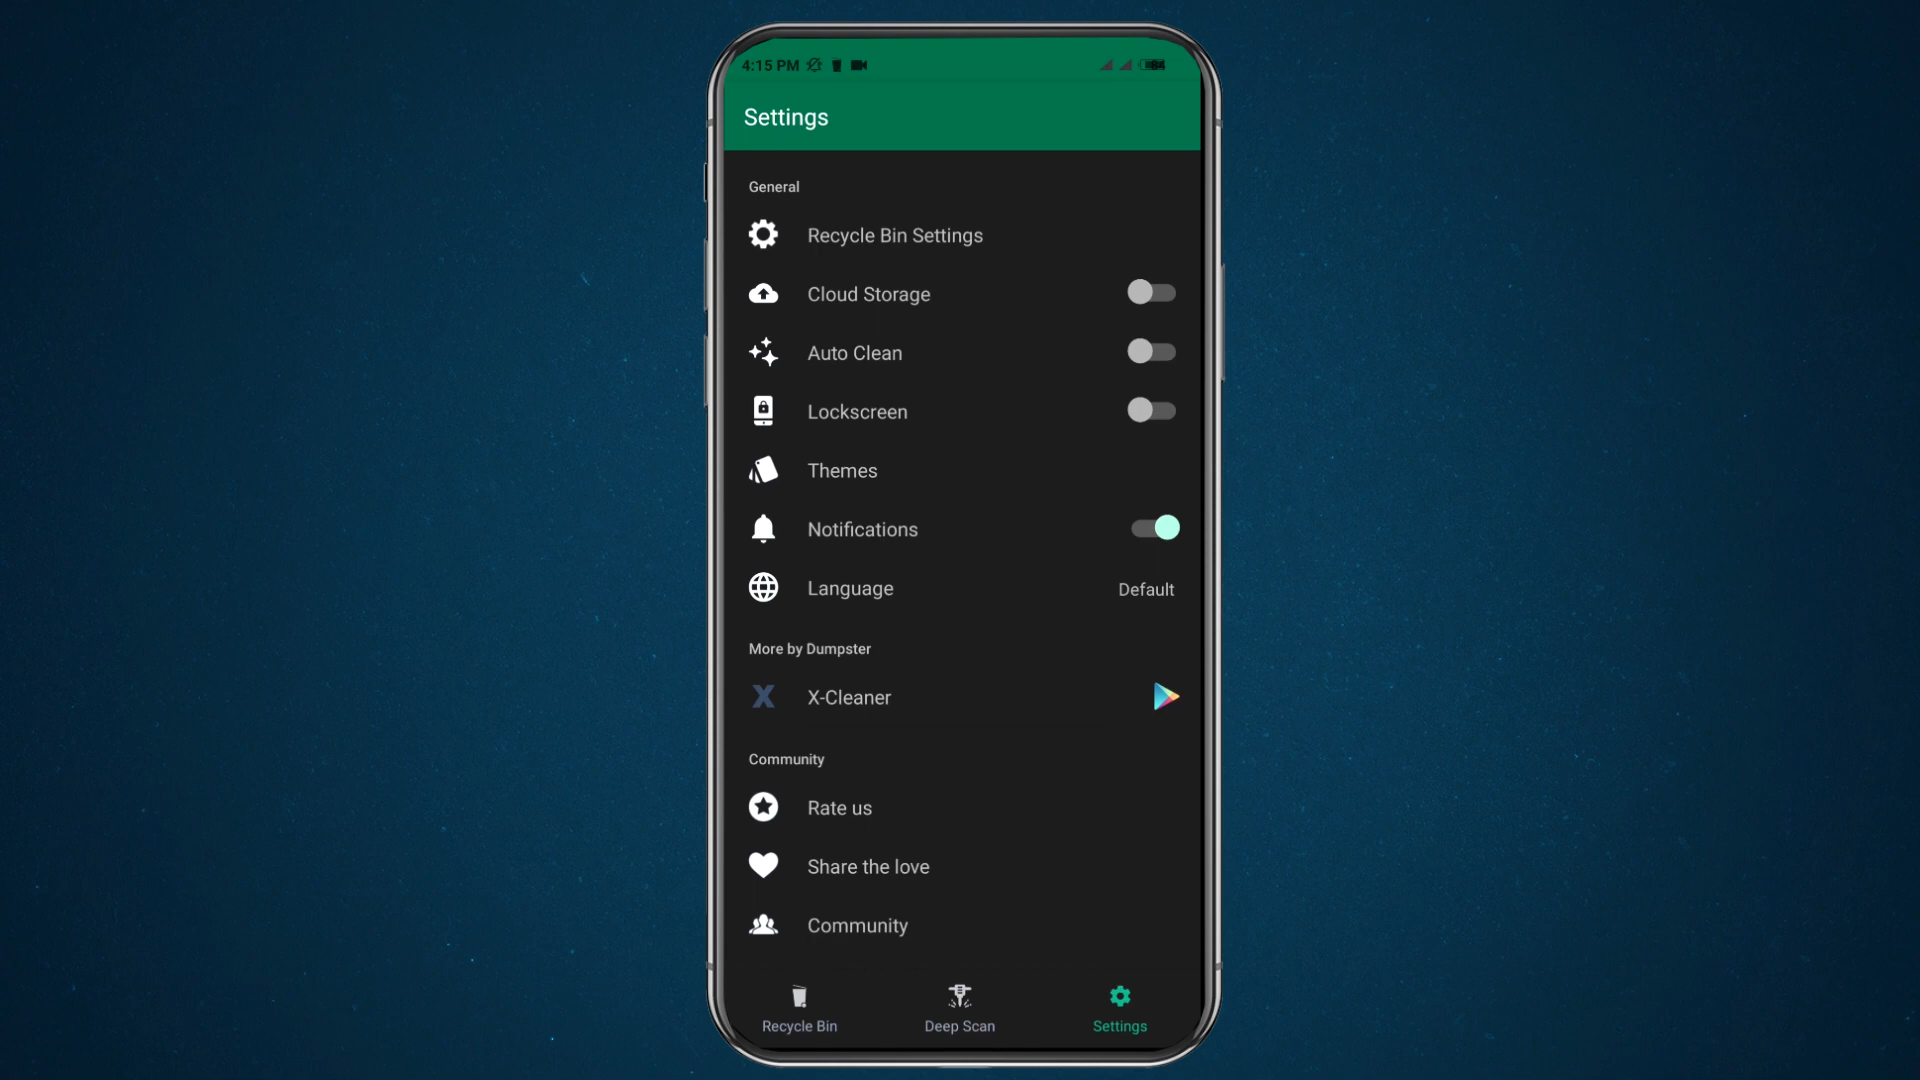 4:15 PM 84
Settings
General
Recycle Bin Settings
Cloud Storage
Auto Clean
Lockscreen
Themes
Notifications
Language Default
More by Dumpster
X X-Cleaner
Community
Rate us
Share the love
Community
Recycle Bin Deep Scan Settings